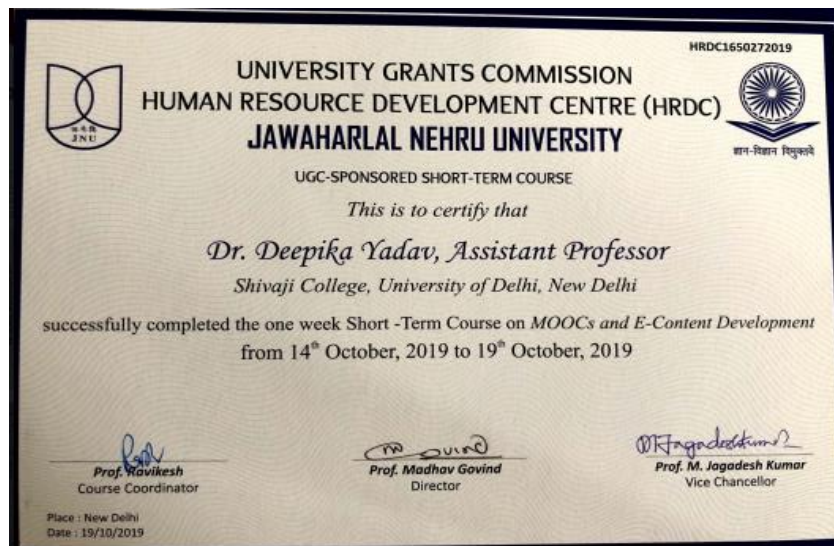 HRDC1650272019
UNIVERSITY GRANTS COMMISSION
HUMAN RESOURCE DEVELOPMENT CENTRE (HRDC)
JAWAHARLAL NEHRU UNIVERSITY
ज.ने.वि
JNU
ज्ञान-विज्ञान विमुक्तये
UGC-SPONSORED SHORT-TERM COURSE
This is to certify that
Dr. Deepika Yadav, Assistant Professor
Shivaji College, University of Delhi, New Delhi
successfully completed the one week Short -Term Course on MOOCs and E-Content Development
from 14th October, 2019 to 19th October, 2019
Prof. Ravikesh
Course Coordinator
Prof. Madhav Govind
Director
Prof. M. Jagadesh Kumar
Vice Chancellor
Place : New Delhi
Date : 19/10/2019